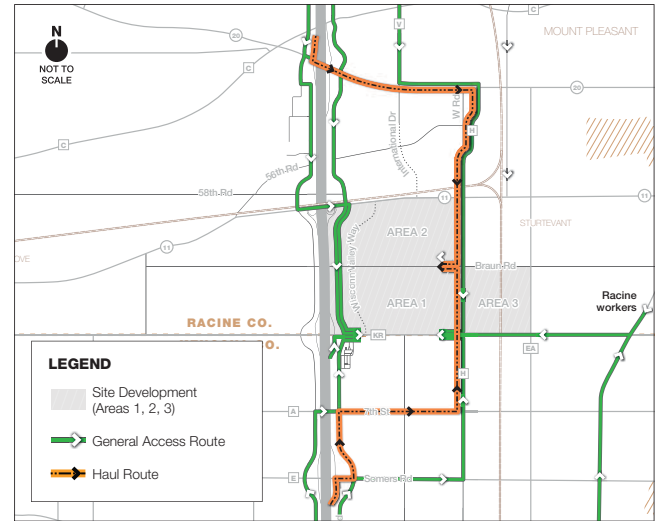 C
V
20
N
MOUNT PLEASANT
NOT TO
SCALE
C
20
W Rd
International Dr
H
C
56th Rd
58th Rd
11
11
STURTEVANT
AREA 2
11
Wisconn Valley Way
Braun Rd
OVE
AREA 1
AREA 3
Racine
workers
RACINE CO.
KR
O.
EA
LEGEND
Site Development
(Areas 1, 2, 3)
H
General Access Route
A
7th St
Haul Route
E
Somers Rd